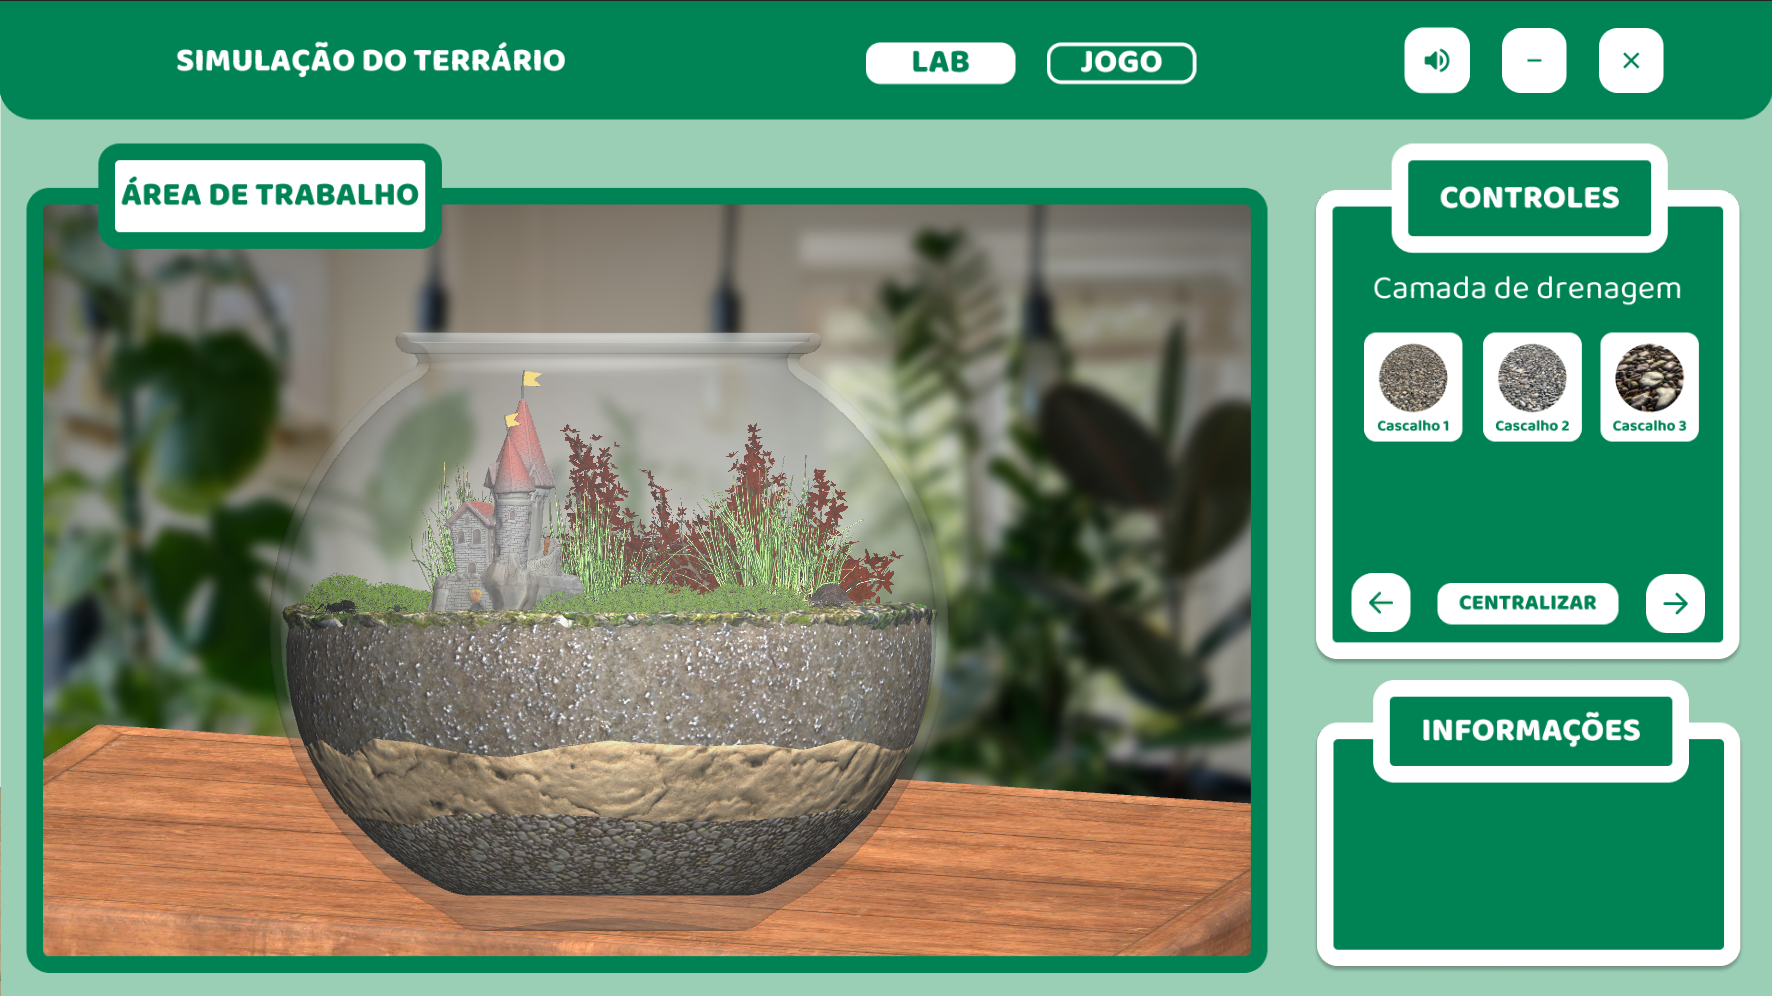 SIMULAÇÃO DO TERRÁRIO
LAB
JOGO
ÁREA DE TRABALHO
CONTROLES
Camada de drenagem
Cascalho 1
Cascalho 2
Cascalho 3
CENTRALIZAR
INFORMAÇÕES